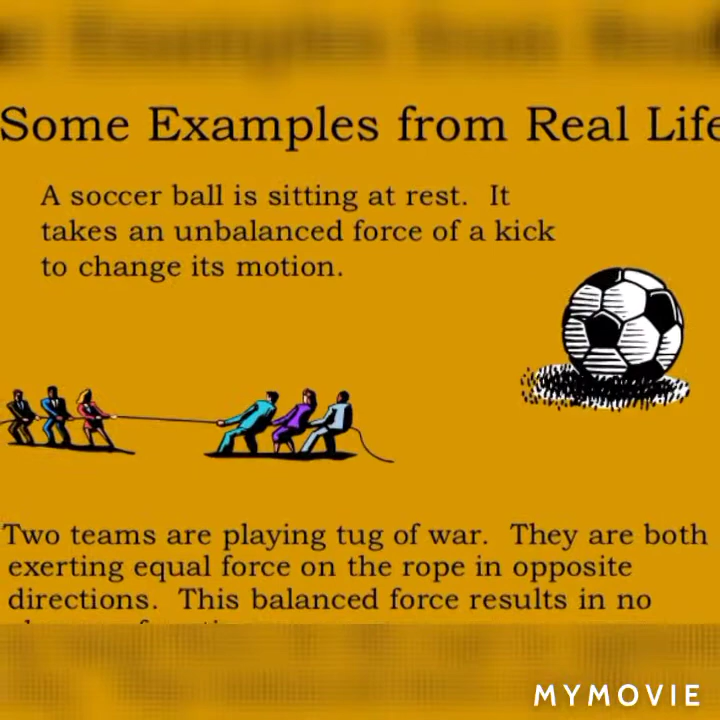 Some Examples from Real Life
A soccer ball is sitting at rest. It
takes an unbalanced force of a kick
to change its motion.
Two teams are playing tug of war. They are both
exerting equal force on the rope in opposite
directions. This balanced force results in no
MYMOVIE